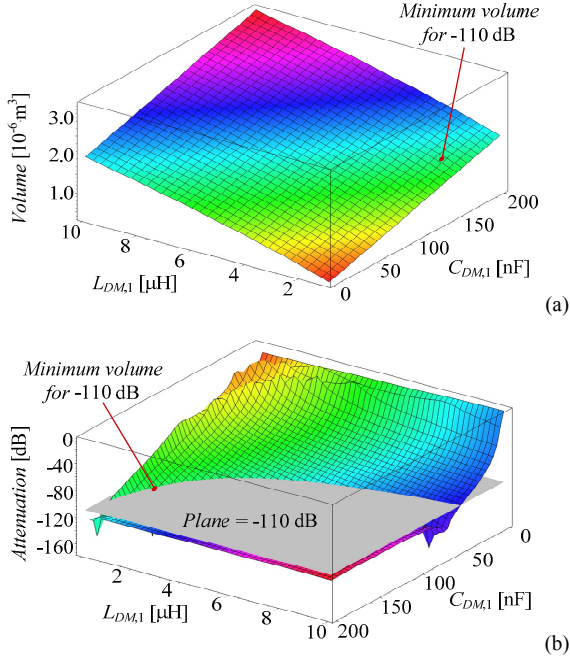 Minimum volume
for -110 dB
Volume [10⁻⁶·m³]
3.0
2.0
1.0
10
8
6
4
2
L_DM,1 [μH]
0
50
100
150
200
C_DM,1 [nF]
(a)
Minimum volume
for -110 dB
Attenuation [dB]
0
-40
-80
-120
-160
Plane = -110 dB
2
4
6
8
10
L_DM,1 [μH]
200
150
100
50
0
C_DM,1 [nF]
(b)